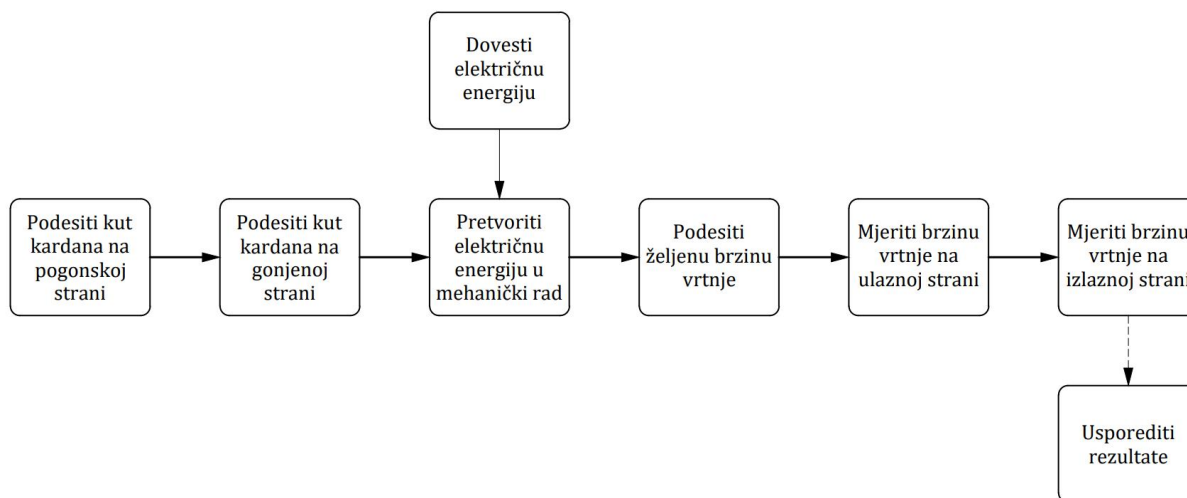 Dovesti
električnu
energiju
Podesiti kut
kardana na
pogonskoj
strani
Podesiti kut
kardana na
gonjenoj
strani
Pretvoriti
električnu
energiju u
mehanički rad
Podesiti
željenu brzinu
vrtnje
Mjeriti brzinu
vrtnje na
ulaznoj strani
Mjeriti brzinu
vrtnje na
izlaznoj strani
Usporediti
rezultate